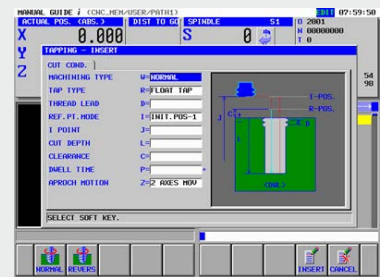 MANUAL GUIDE i (CNC_MEM/USER/PATH1) EDIT 07:59:50
ACTUAL POS. (ABS.) DIST TO GO SPINDLE S1 O 2001
X 0.000 S 0 N 00000000
T 0
Y
Z
54
98
TAPPING - INSERT
CUT COND.
MACHINING TYPE W=NORMAL
TAP TYPE R=FLOAT TAP
THREAD LEAD D=
REF.PT.MODE I=INIT.POS-1
I POINT J=
CUT DEPTH L=
CLEARANCE C=
DWELL TIME P=
APROCH MOTION Z=2 AXES MOV
I-POS.
R-POS.
J
C
D
L
(DWL)
SELECT SOFT KEY.
NORMAL REVERS INSERT CANCEL